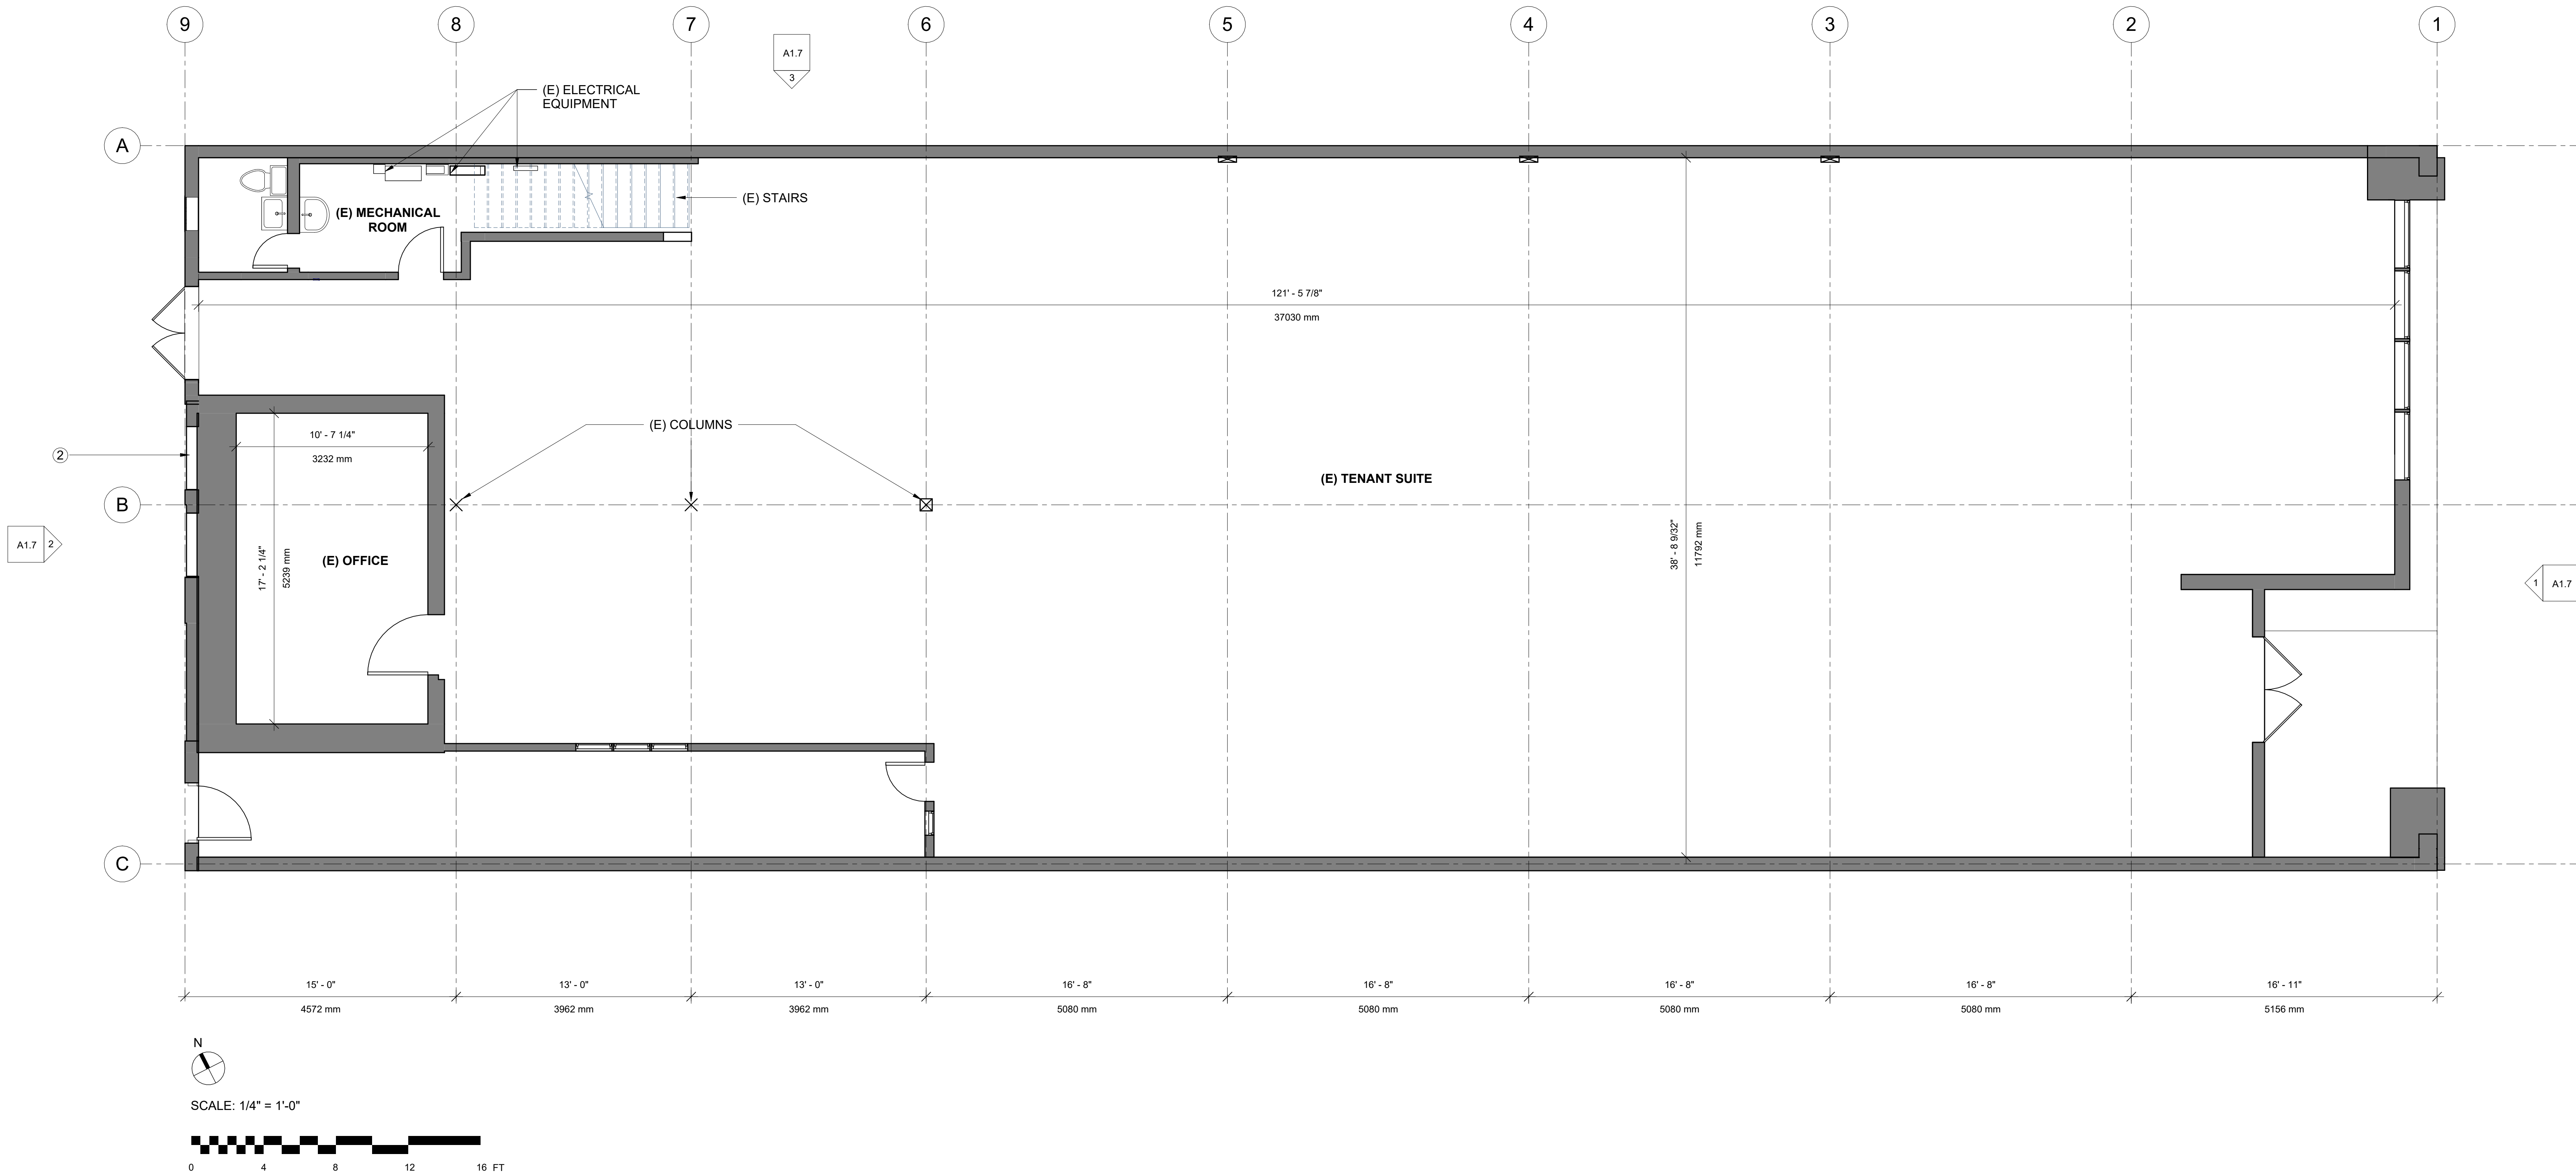 9 8 7 6 5 4 3 2 1
A1.7
3
(E) ELECTRICAL
EQUIPMENT
A
(E) STAIRS
(E) MECHANICAL
ROOM
121' - 5 7/8"
37030 mm
(E) COLUMNS
10' - 7 1/4"
3232 mm
2
(E) TENANT SUITE
B
A1.7 2
38' - 8 9/32"
11792 mm
17' - 2 1/4"
5239 mm
(E) OFFICE
1 A1.7
C
15' - 0" 13' - 0" 13' - 0" 16' - 8" 16' - 8" 16' - 8" 16' - 8" 16' - 11"
4572 mm 3962 mm 3962 mm 5080 mm 5080 mm 5080 mm 5080 mm 5156 mm
N
SCALE: 1/4" = 1'-0"
0 4 8 12 16 FT